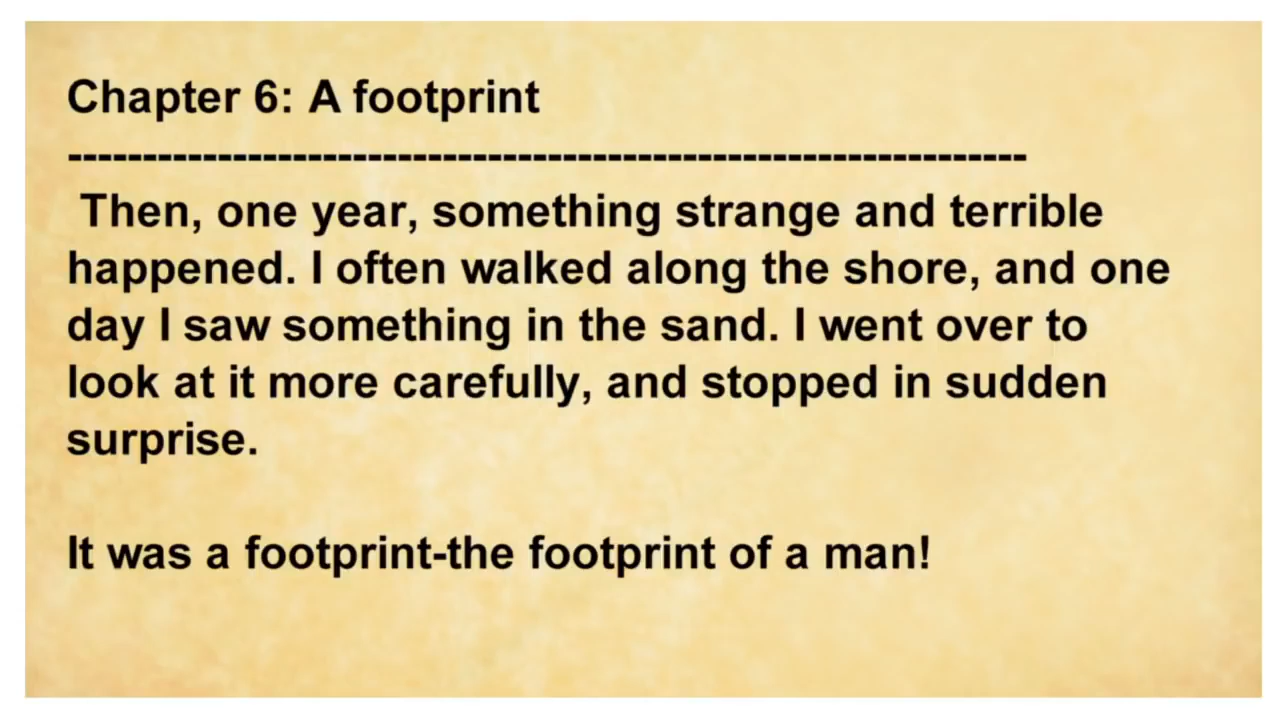 Chapter 6: A footprint
----------------------------------------------------------------
Then, one year, something strange and terrible
happened. I often walked along the shore, and one
day I saw something in the sand. I went over to
look at it more carefully, and stopped in sudden
surprise.
It was a footprint-the footprint of a man!